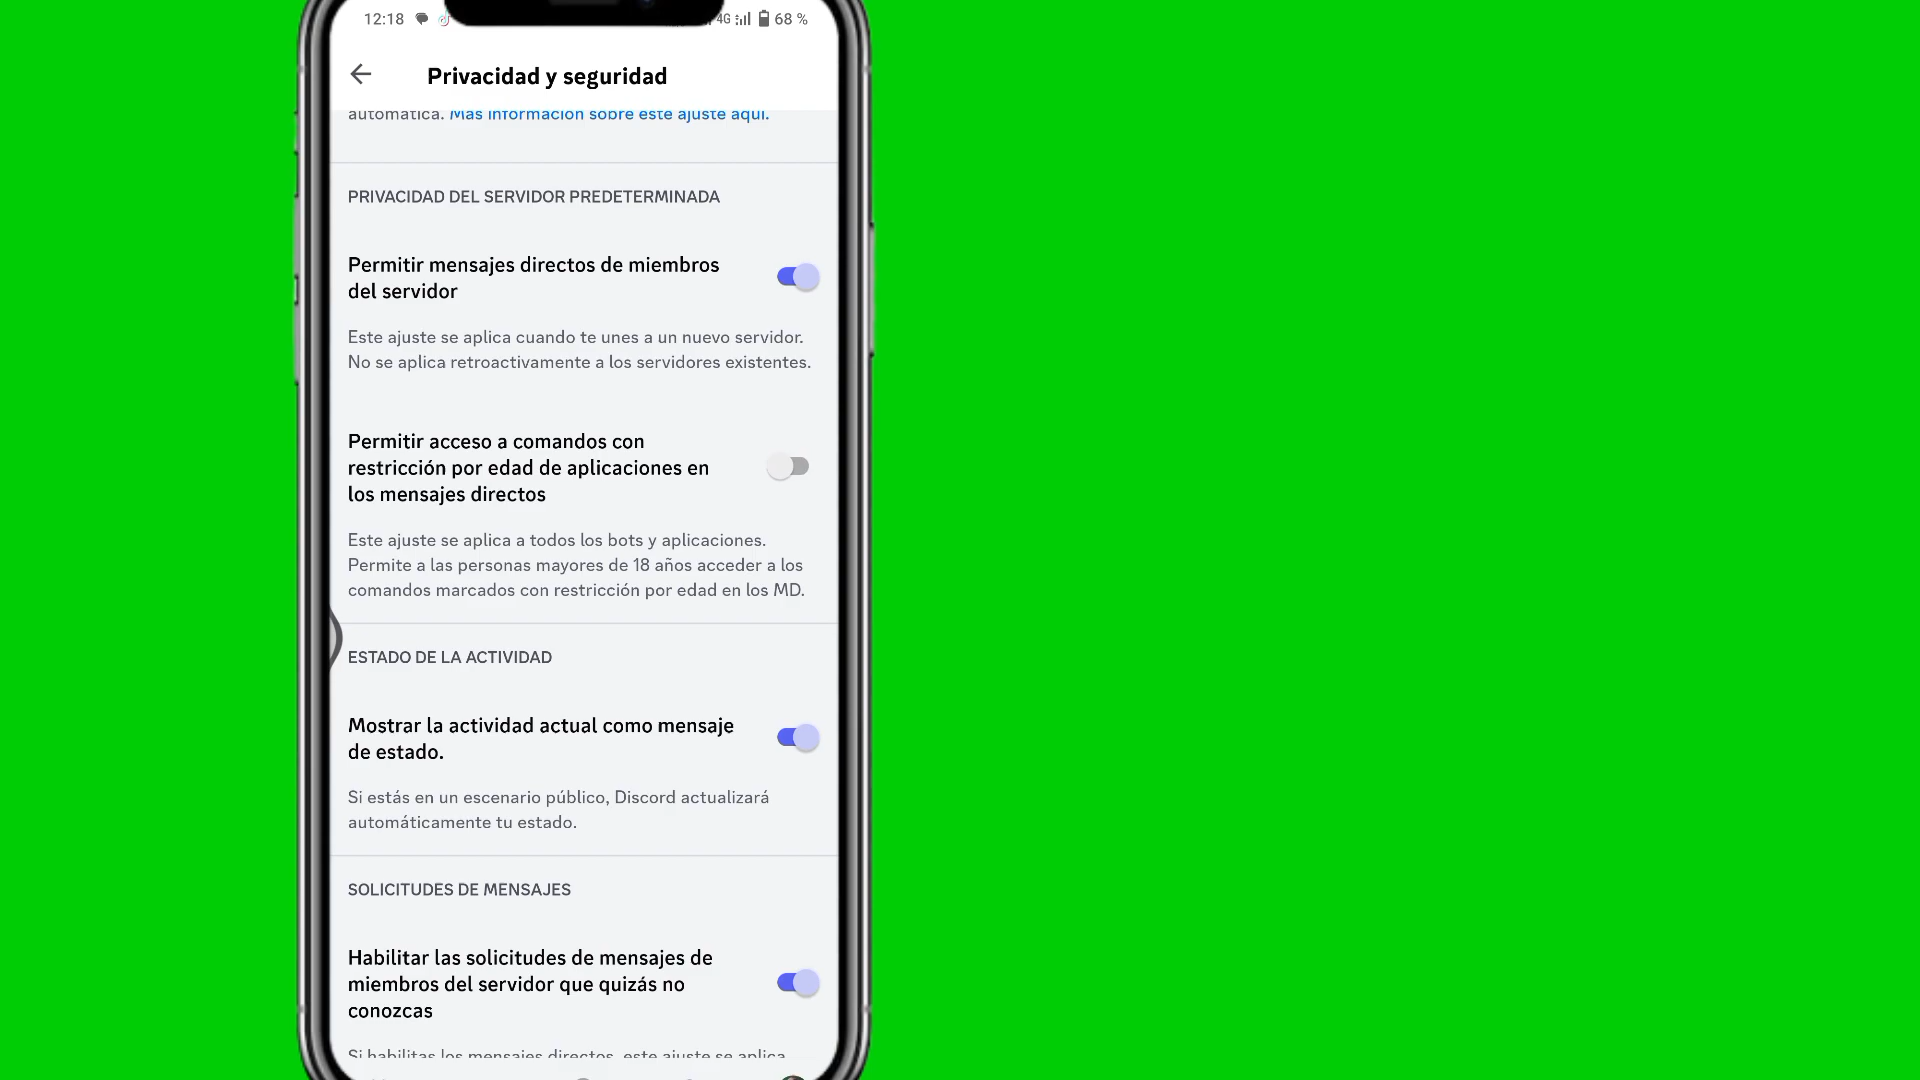 12:18 4G 68 %
Privacidad y seguridad
automática. Más información sobre este ajuste aquí.
PRIVACIDAD DEL SERVIDOR PREDETERMINADA
Permitir mensajes directos de miembros
del servidor
Este ajuste se aplica cuando te unes a un nuevo servidor.
No se aplica retroactivamente a los servidores existentes.
Permitir acceso a comandos con
restricción por edad de aplicaciones en
los mensajes directos
Este ajuste se aplica a todos los bots y aplicaciones.
Permite a las personas mayores de 18 años acceder a los
comandos marcados con restricción por edad en los MD.
ESTADO DE LA ACTIVIDAD
Mostrar la actividad actual como mensaje
de estado.
Si estás en un escenario público, Discord actualizará
automáticamente tu estado.
SOLICITUDES DE MENSAJES
Habilitar las solicitudes de mensajes de
miembros del servidor que quizás no
conozcas
Si habilitas los mensajes directos, este ajuste se aplica